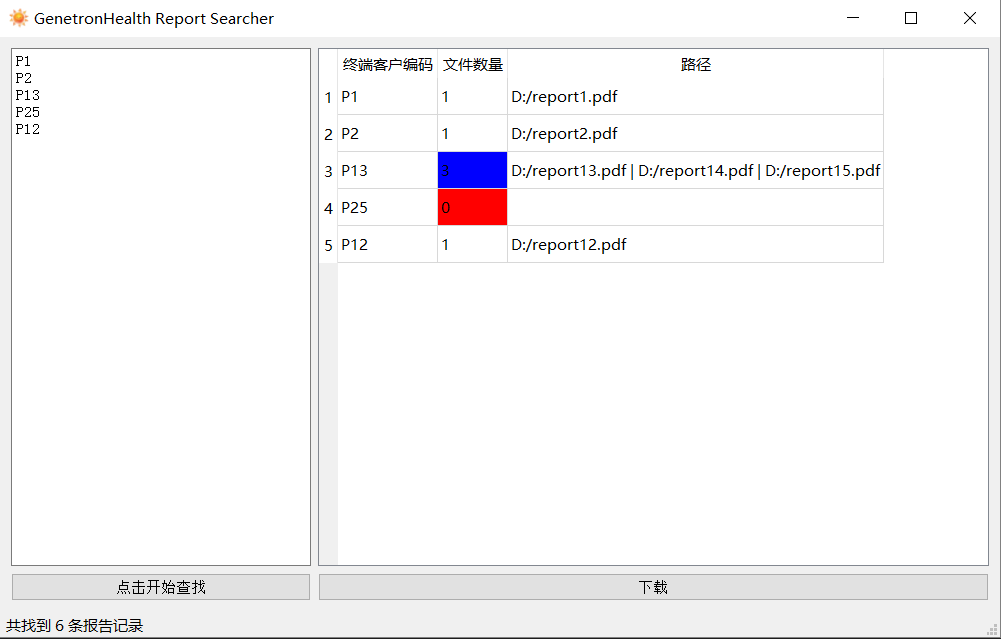 GenetronHealth Report Searcher
P1
P2
P13
P25
P12
终端客户编码 文件数量 路径
1 P1 1 D:/report1.pdf
2 P2 1 D:/report2.pdf
3 P13 3 D:/report13.pdf | D:/report14.pdf | D:/report15.pdf
4 P25 0
5 P12 1 D:/report12.pdf
点击开始查找 下载
共找到 6 条报告记录